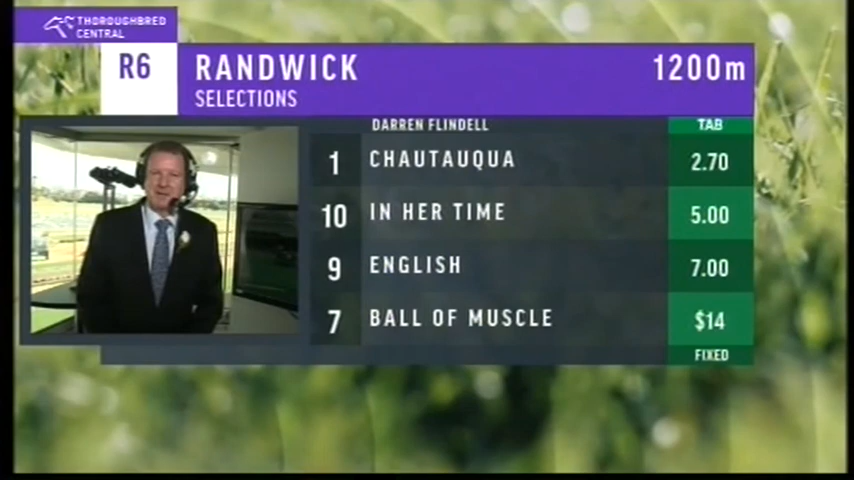 THOROUGHBRED
CENTRAL
R6
RANDWICK
1200m
SELECTIONS
DARREN FLINDELL
TAB
1 CHAUTAUQUA 2.70
10 IN HER TIME 5.00
9 ENGLISH 7.00
7 BALL OF MUSCLE $14
FIXED